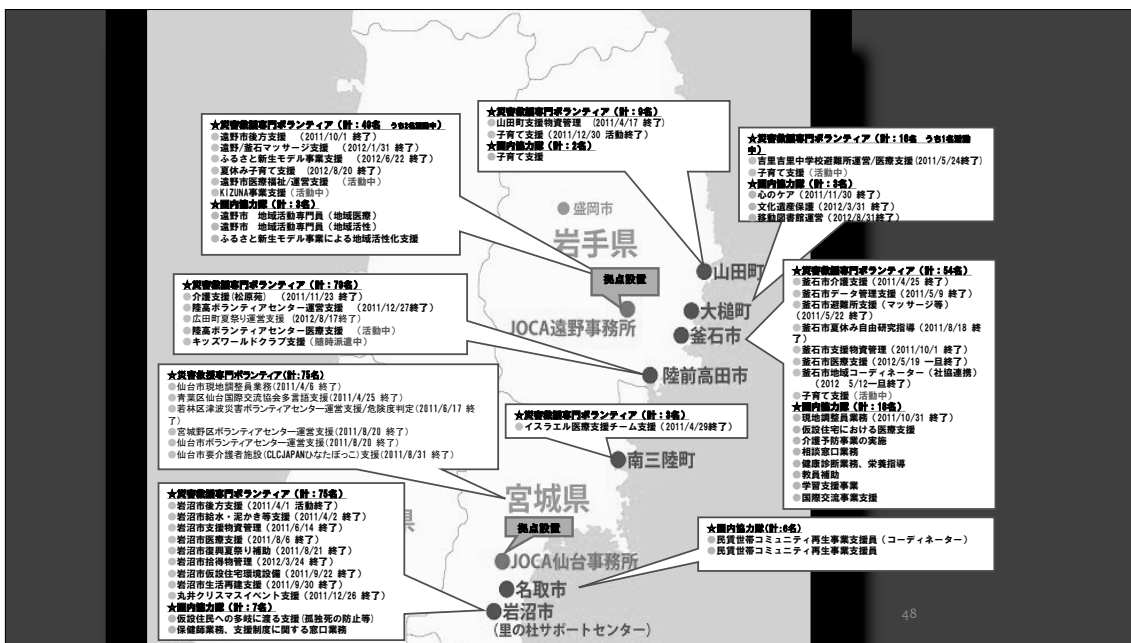 ★災害救援専門ボランティア（計：49名　うち2名活動中）
●遠野市後方支援　（2011/10/1 終了）
●遠野/釜石マッサージ支援　（2012/1/31 終了）
●ふるさと新生モデル事業支援（2012/6/22 終了）
●夏休み子育て支援（2012/8/20 終了）
●遠野市医療福祉/運営支援　（活動中）
●KIZUNA事業支援（活動中）
★国内協力隊（計：3名）
●遠野市　地域活動専門員（地域医療）
●遠野市　地域活動専門員（地域活性）
●ふるさと新生モデル事業による地域活性化支援
★災害救援専門ボランティア（計：9名）
●山田町支援物資管理　（2011/4/17 終了）
●子育て支援（2011/12/30 活動終了）
★国内協力隊（計：2名）
●子育て支援
★災害救援専門ボランティア（計：16名　うち1名活動
中）
●吉里吉里中学校避難所運営/医療支援（2011/5/24終了）
●子育て支援（活動中）
★国内協力隊（計：3名）
●心のケア（2011/11/30 終了）
●文化遺産保護（2012/3/31 終了）
●移動図書館運営（2012/8/31終了）
●盛岡市
岩手県
拠点設置
JOCA遠野事務所
山田町
大槌町
釜石市
陸前高田市
★災害救援専門ボランティア（計：54名）
●釜石市介護支援（2011/4/25 終了）
●釜石市データ管理支援（2011/5/9 終了）
●釜石市避難所支援（マッサージ等）
（2011/5/22 終了）
●釜石市夏休み自由研究指導（2011/8/18 終
了）
●釜石市支援物資管理（2011/10/1 終了）
●釜石市医療支援（2012/5/19 一旦終了）
●釜石市地域コーディネーター（社協連携）
（2012　5/12一旦終了）
●子育て支援（活動中）
★国内協力隊（計：18名）
●現地調整員業務（2011/10/31 終了）
●仮設住宅における医療支援
●介護予防事業の実施
●相談窓口業務
●健康診断業務、栄養指導
●教員補助
●学習支援事業
●国際交流事業支援
★災害救援専門ボランティア（計：79名）
●介護支援（松原苑）　（2011/11/23 終了）
●陸高ボランティアセンター運営支援　（2011/12/27終了）
●広田町夏祭り運営支援　（2012/8/17終了）
●陸高ボランティアセンター医療支援　（活動中）
●キッズワールドクラブ支援（随時派遣中）
★災害救援専門ボランティア（計:75名）
●仙台市現地調整員業務（2011/4/6 終了）
●青葉区仙台国際交流協会多言語支援（2011/4/25 終了）
●若林区津波災害ボランティアセンター運営支援/危険度判定（2011/6/17 終
了）
●宮城野区ボランティアセンター運営支援（2011/8/20 終了）
●仙台市ボランティアセンター運営支援（2011/8/20 終了）
●仙台市要介護者施設（CLCJAPANひなたぼっこ）支援（2011/8/31 終了）
★災害救援専門ボランティア（計：3名）
●イスラエル医療支援チーム支援（2011/4/29終了）
南三陸町
宮城県
拠点設置
JOCA仙台事務所
名取市
岩沼市
（里の杜サポートセンター）
県
★災害救援専門ボランティア（計：75名）
●岩沼市後方支援（2011/4/1 活動終了）
●岩沼市給水・泥かき等支援（2011/4/2 終了）
●岩沼市支援物資管理（2011/6/14 終了）
●岩沼市医療支援（2011/8/6 終了）
●岩沼市復興夏祭り補助（2011/8/21 終了）
●岩沼市拾得物管理（2012/3/24 終了）
●岩沼市仮設住宅環境設備（2011/9/22 終了）
●岩沼市生活再建支援（2011/9/30 終了）
●丸井クリスマスイベント支援（2011/12/26 終了）
★国内協力隊（計：7名）
●仮設住民への多岐に渡る支援（孤独死の防止等）
●保健師業務、支援制度に関する窓口業務
★国内協力隊（計:6名）
●民賃世帯コミュニティ再生事業支援員（コーディネーター）
●民賃世帯コミュニティ再生事業支援員
48